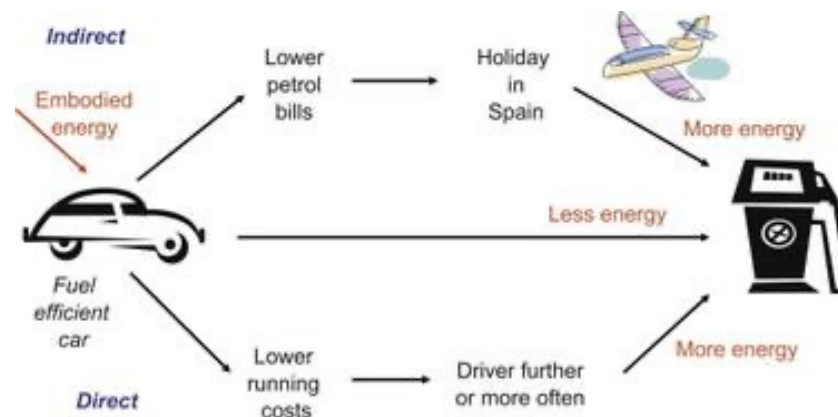 Indirect
Embodied
energy
Lower
petrol
bills
Holiday
in
Spain
More energy
Less energy
Fuel
efficient
car
Lower
running
costs
Driver further
or more often
More energy
Direct